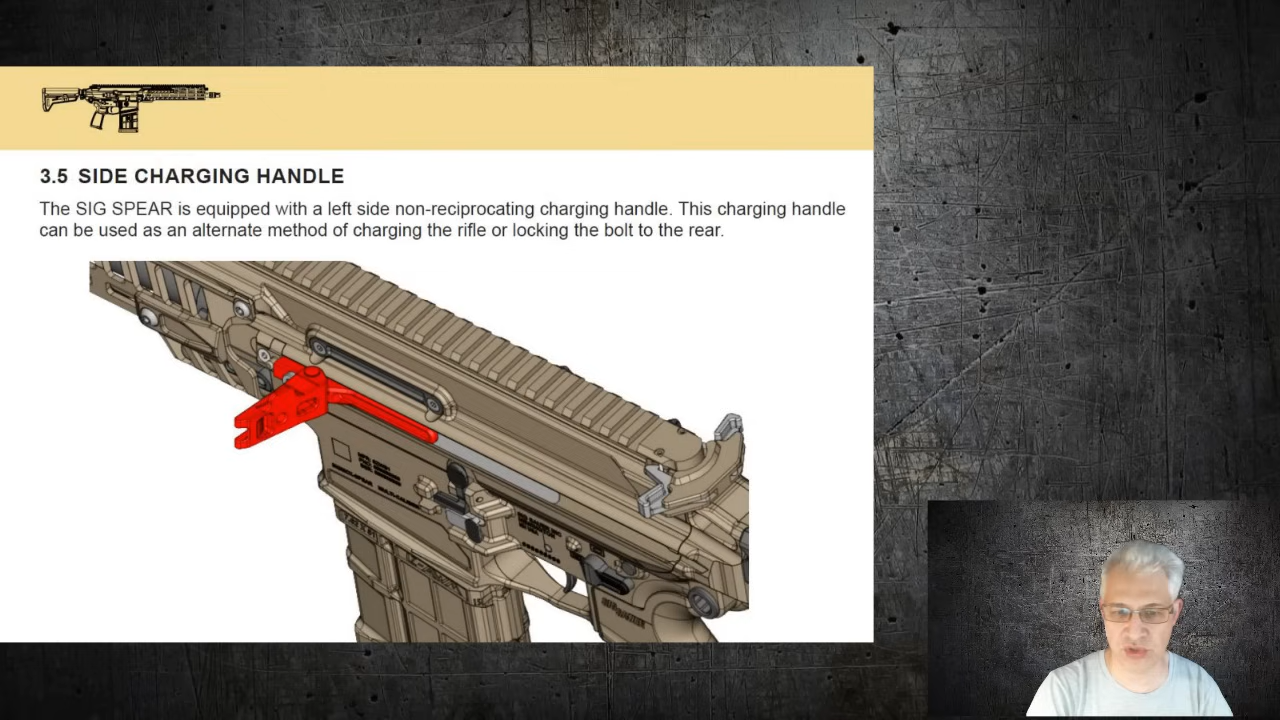 3.5 SIDE CHARGING HANDLE
The SIG SPEAR is equipped with a left side non-reciprocating charging handle. This charging handle
can be used as an alternate method of charging the rifle or locking the bolt to the rear.